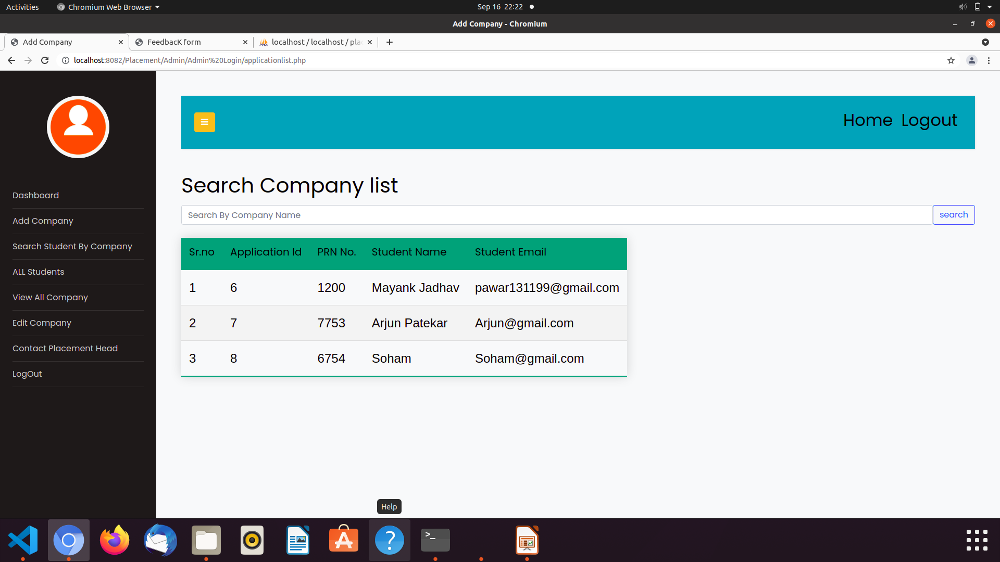 Activities
Chromium Web Browser
Sep 16 22:22
Add Company - Chromium
Add Company
FeedbacK form
localhost / localhost / pla
localhost:8082/Placement/Admin/Admin%20Login/applicationlist.php
Home Logout
Dashboard
Add Company
Search Student By Company
ALL Students
View All Company
Edit Company
Contact Placement Head
LogOut
Search Company list
Search By Company Name
search
Sr.no Application Id PRN No. Student Name Student Email
1 6 1200 Mayank Jadhav pawar131199@gmail.com
2 7 7753 Arjun Patekar Arjun@gmail.com
3 8 6754 Soham Soham@gmail.com
Help